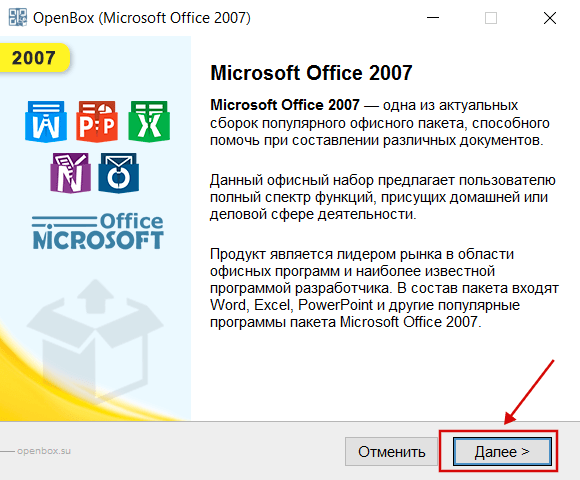 OpenBox (Microsoft Office 2007)
2007
W P:P X
N O
Office
MICROSOFT
Microsoft Office 2007
Microsoft Office 2007 — одна из актуальных
сборок популярного офисного пакета, способного
помочь при составлении различных документов.
Данный офисный набор предлагает пользователю
полный спектр функций, присущих домашней или
деловой сфере деятельности.
Продукт является лидером рынка в области
офисных программ и наиболее известной
программой разработчика. В состав пакета входят
Word, Excel, PowerPoint и другие популярные
программы пакета Microsoft Office 2007.
openbox.su
Отменить
Далее >